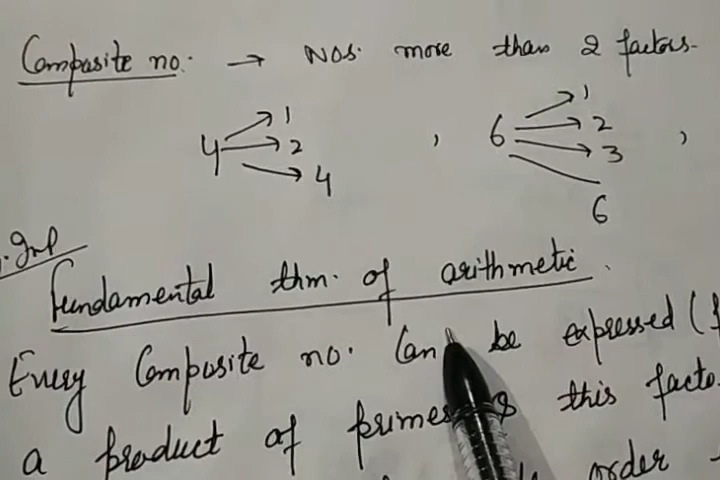 Composite no. → Nos. more than 2 factors.
4 → 1 2 4 , 6 → 1 2 3 6 ,
Imp
Fundamental thm. of arithmetic.
Every Composite no. Can be expressed (
a product of primes & this facto
order